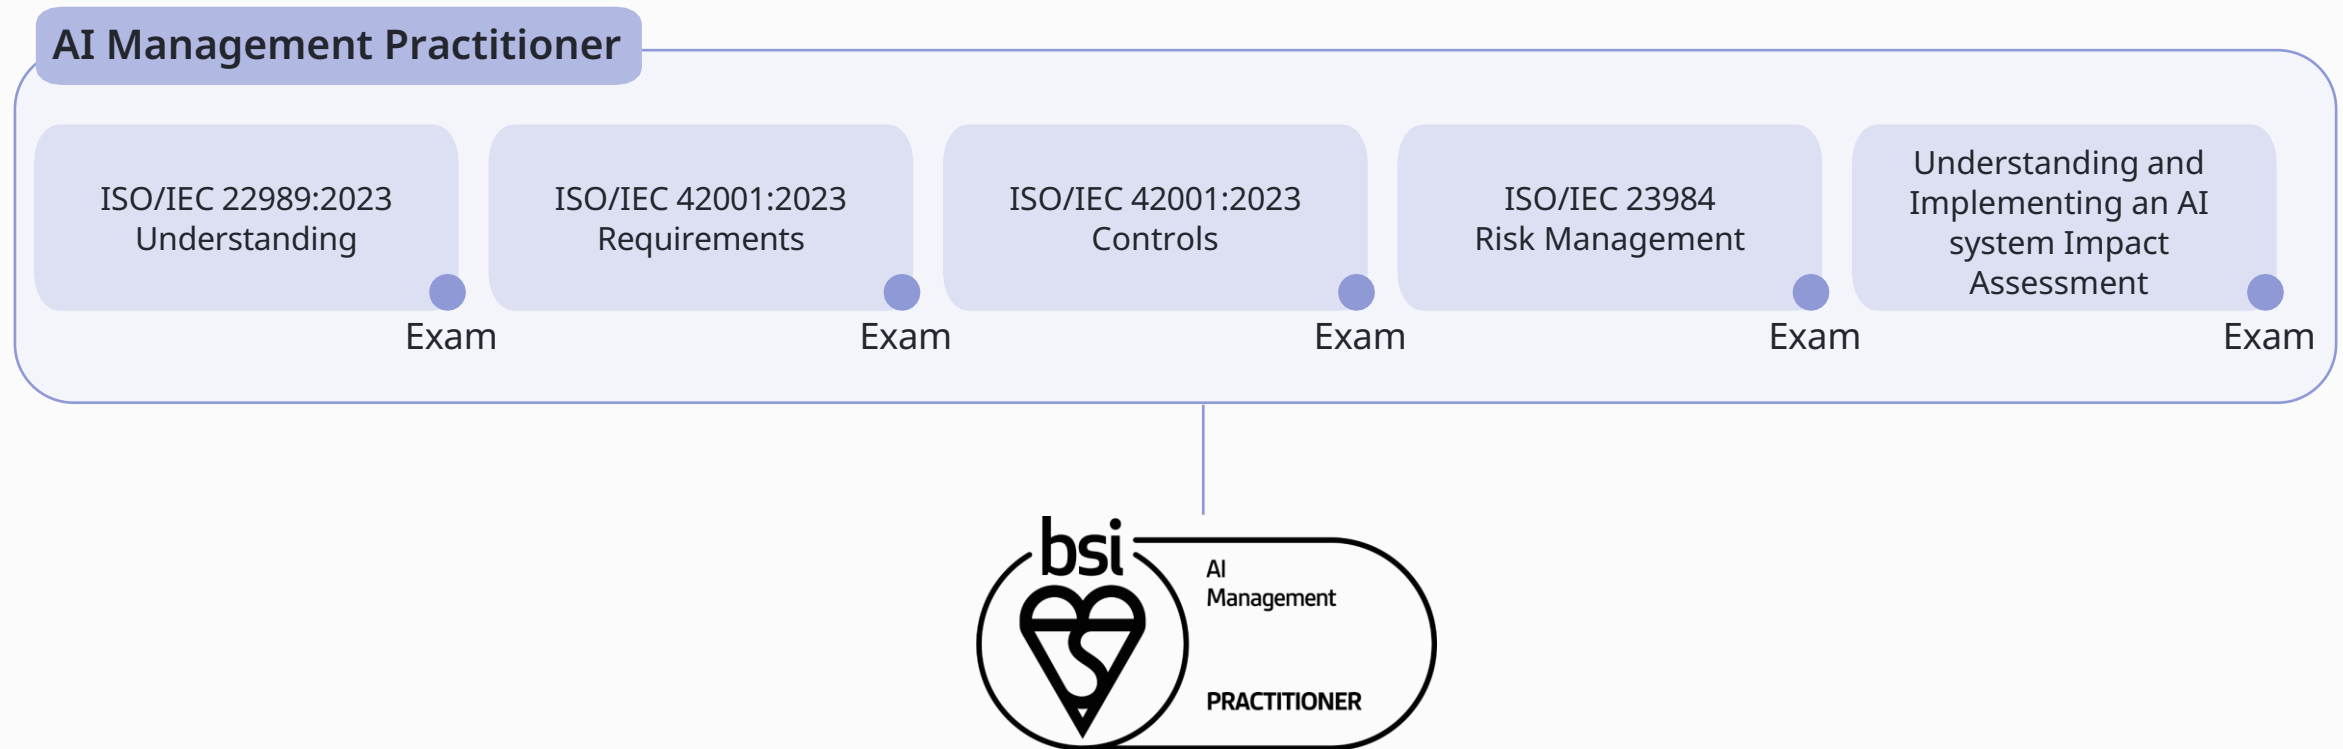 AI Management Practitioner
ISO/IEC 22989:2023
Understanding
Exam
ISO/IEC 42001:2023
Requirements
Exam
ISO/IEC 42001:2023
Controls
Exam
ISO/IEC 23984
Risk Management
Exam
Understanding and
Implementing an AI
system Impact
Assessment
Exam
bsi
AI
Management
PRACTITIONER